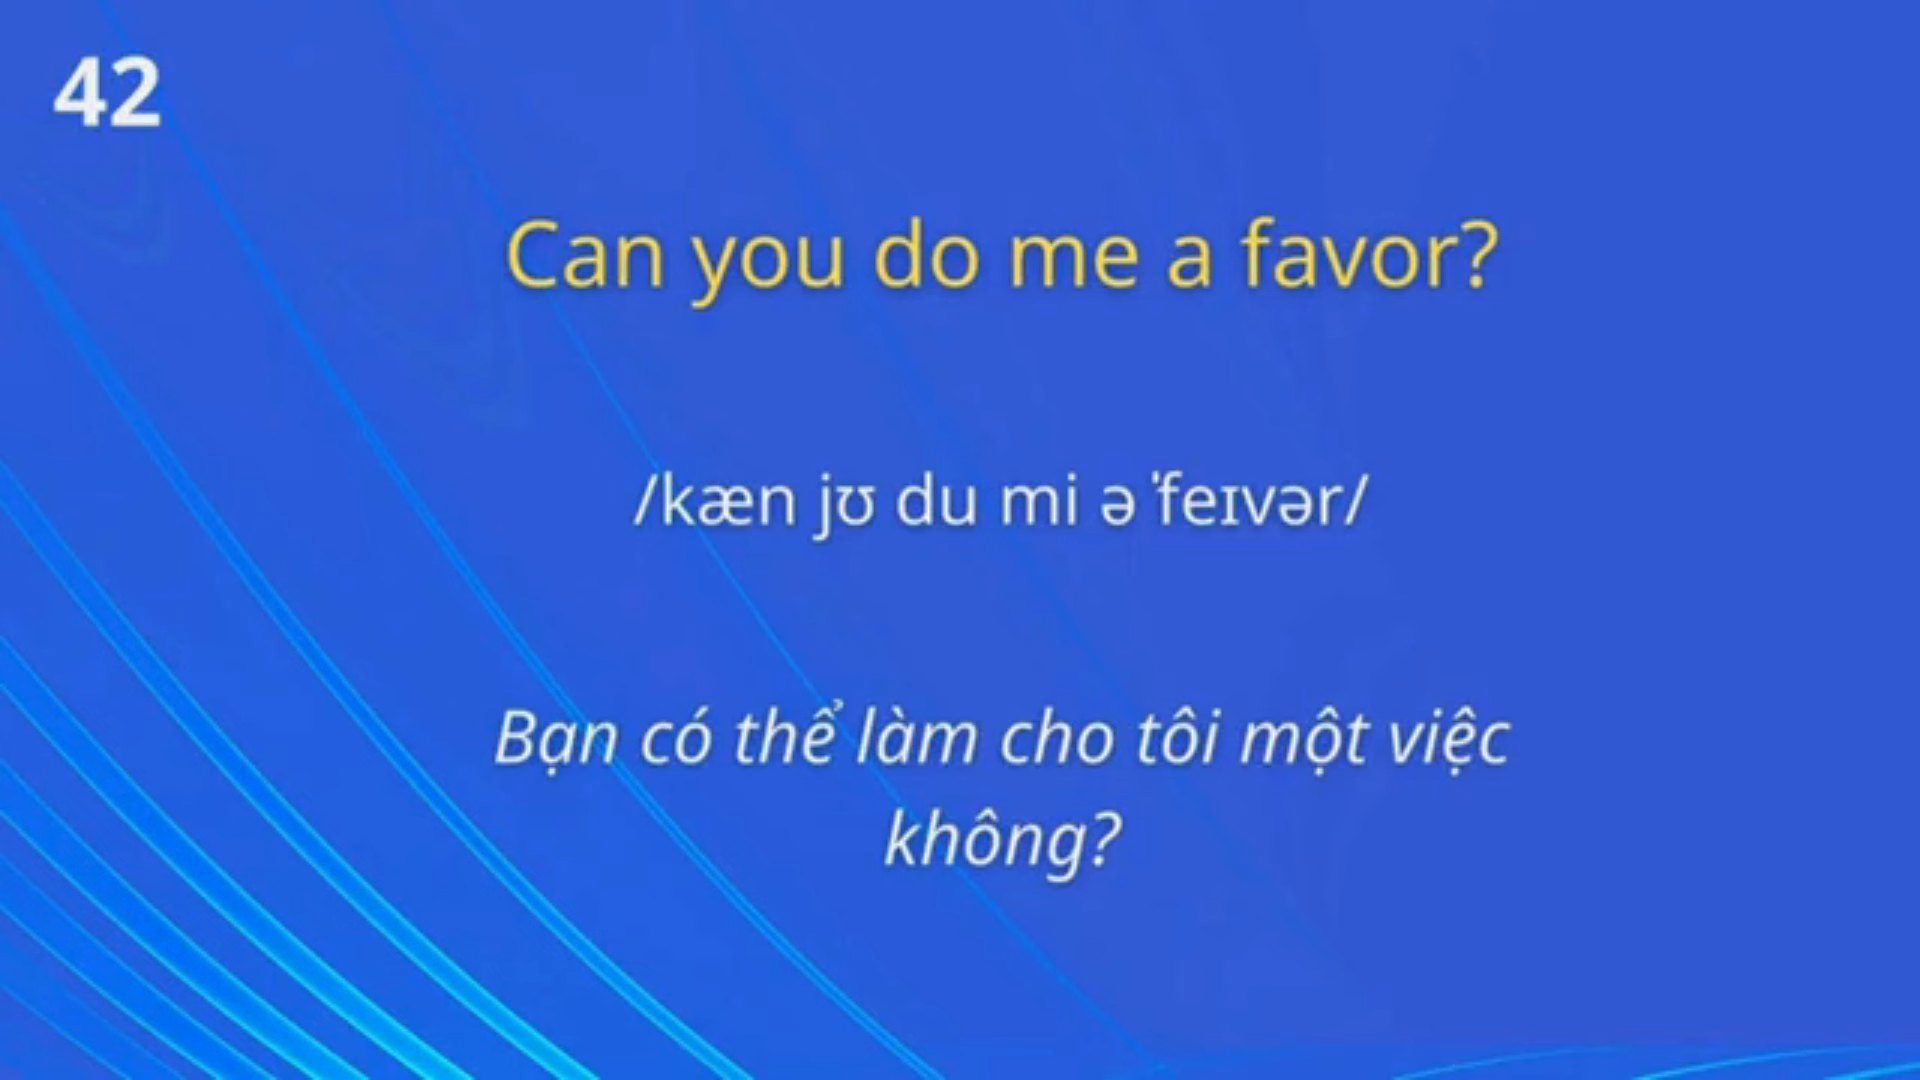 42
Can you do me a favor?
/kæn jʊ du mi ə ˈfeɪvər/
Bạn có thể làm cho tôi một việc
không?